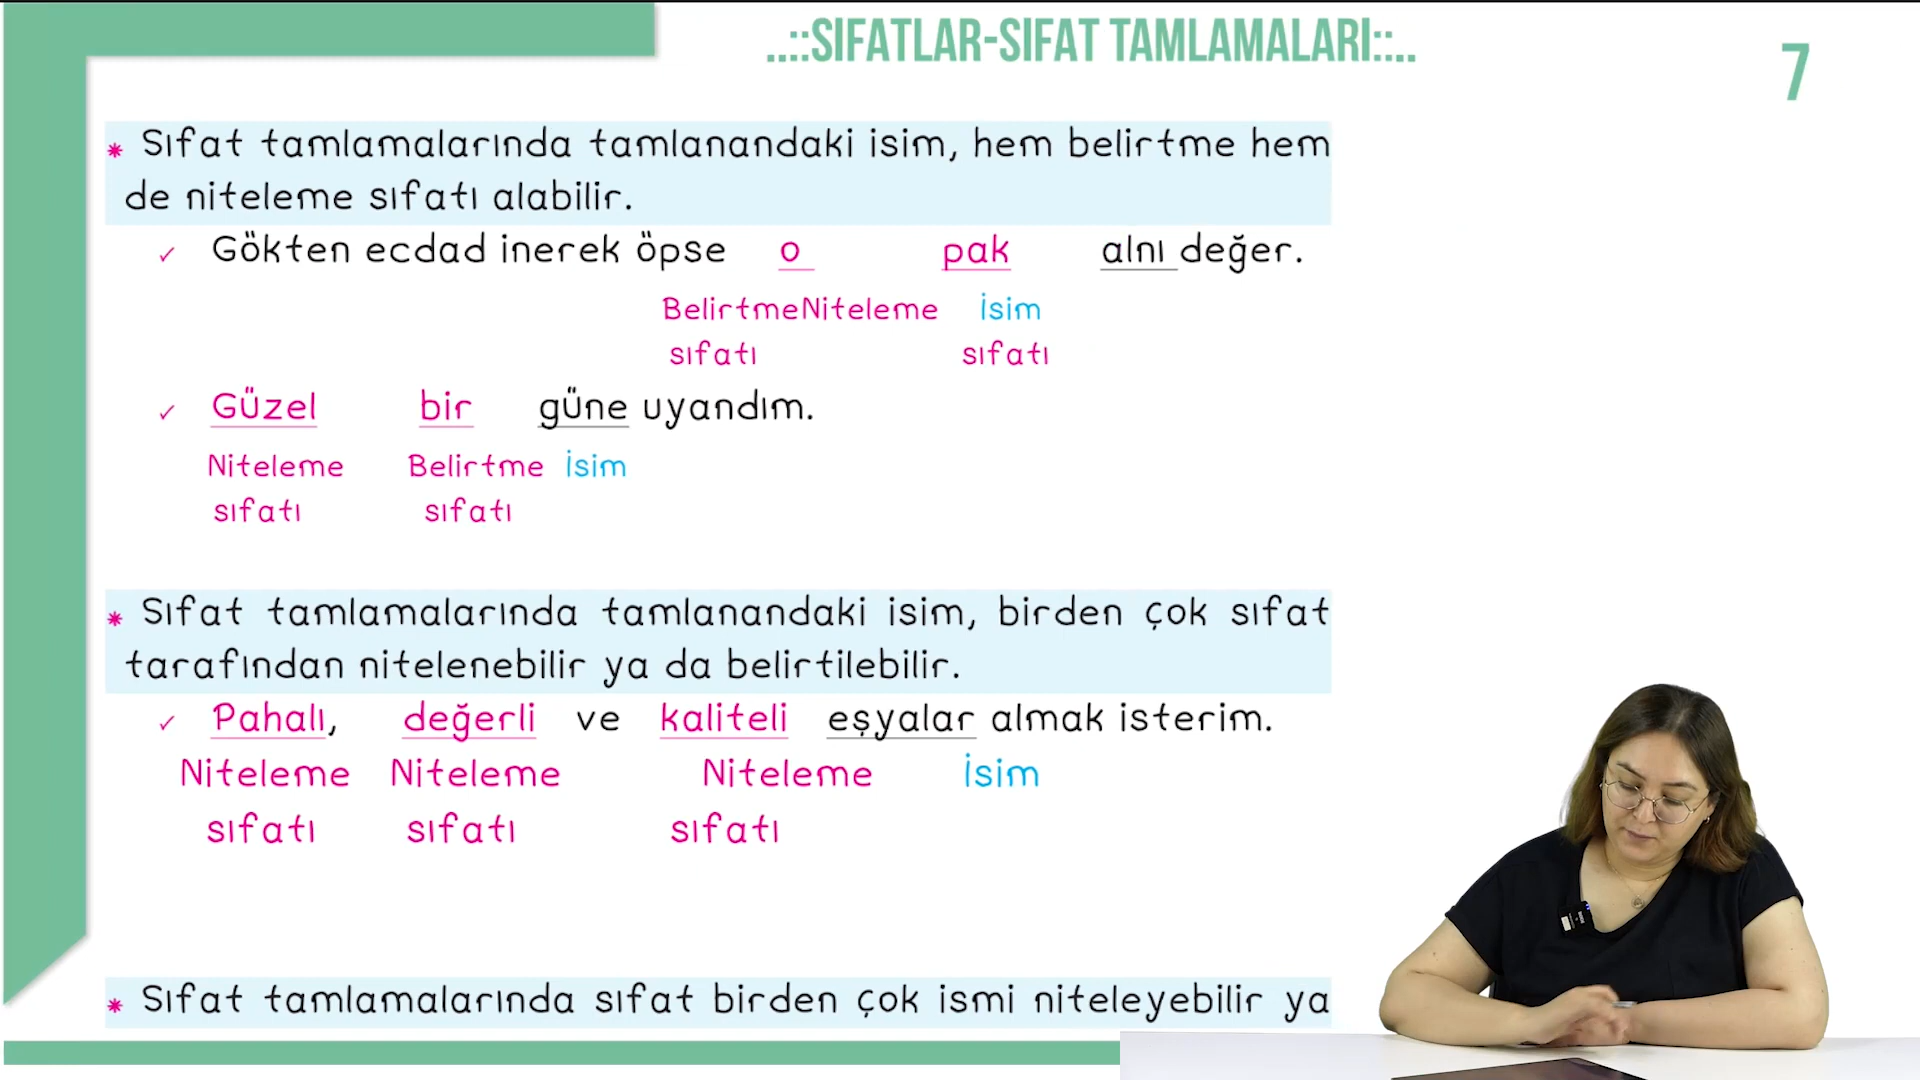 ..::SIFATLAR-SIFAT TAMLAMALARI::..
7
* Sıfat tamlamalarında tamlanandaki isim, hem belirtme hem
de niteleme sıfatı alabilir.
✓ Gökten ecdad inerek öpse o pak alnı değer.
BelirtmeNiteleme İsim
sıfatı sıfatı
✓ Güzel bir güne uyandım.
Niteleme Belirtme İsim
sıfatı sıfatı
* Sıfat tamlamalarında tamlanandaki isim, birden çok sıfat
tarafından nitelenebilir ya da belirtilebilir.
✓ Pahalı, değerli ve kaliteli eşyalar almak isterim.
Niteleme Niteleme Niteleme İsim
sıfatı sıfatı sıfatı
* Sıfat tamlamalarında sıfat birden çok ismi niteleyebilir ya